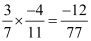 3/7 × -4/11 = -12/77